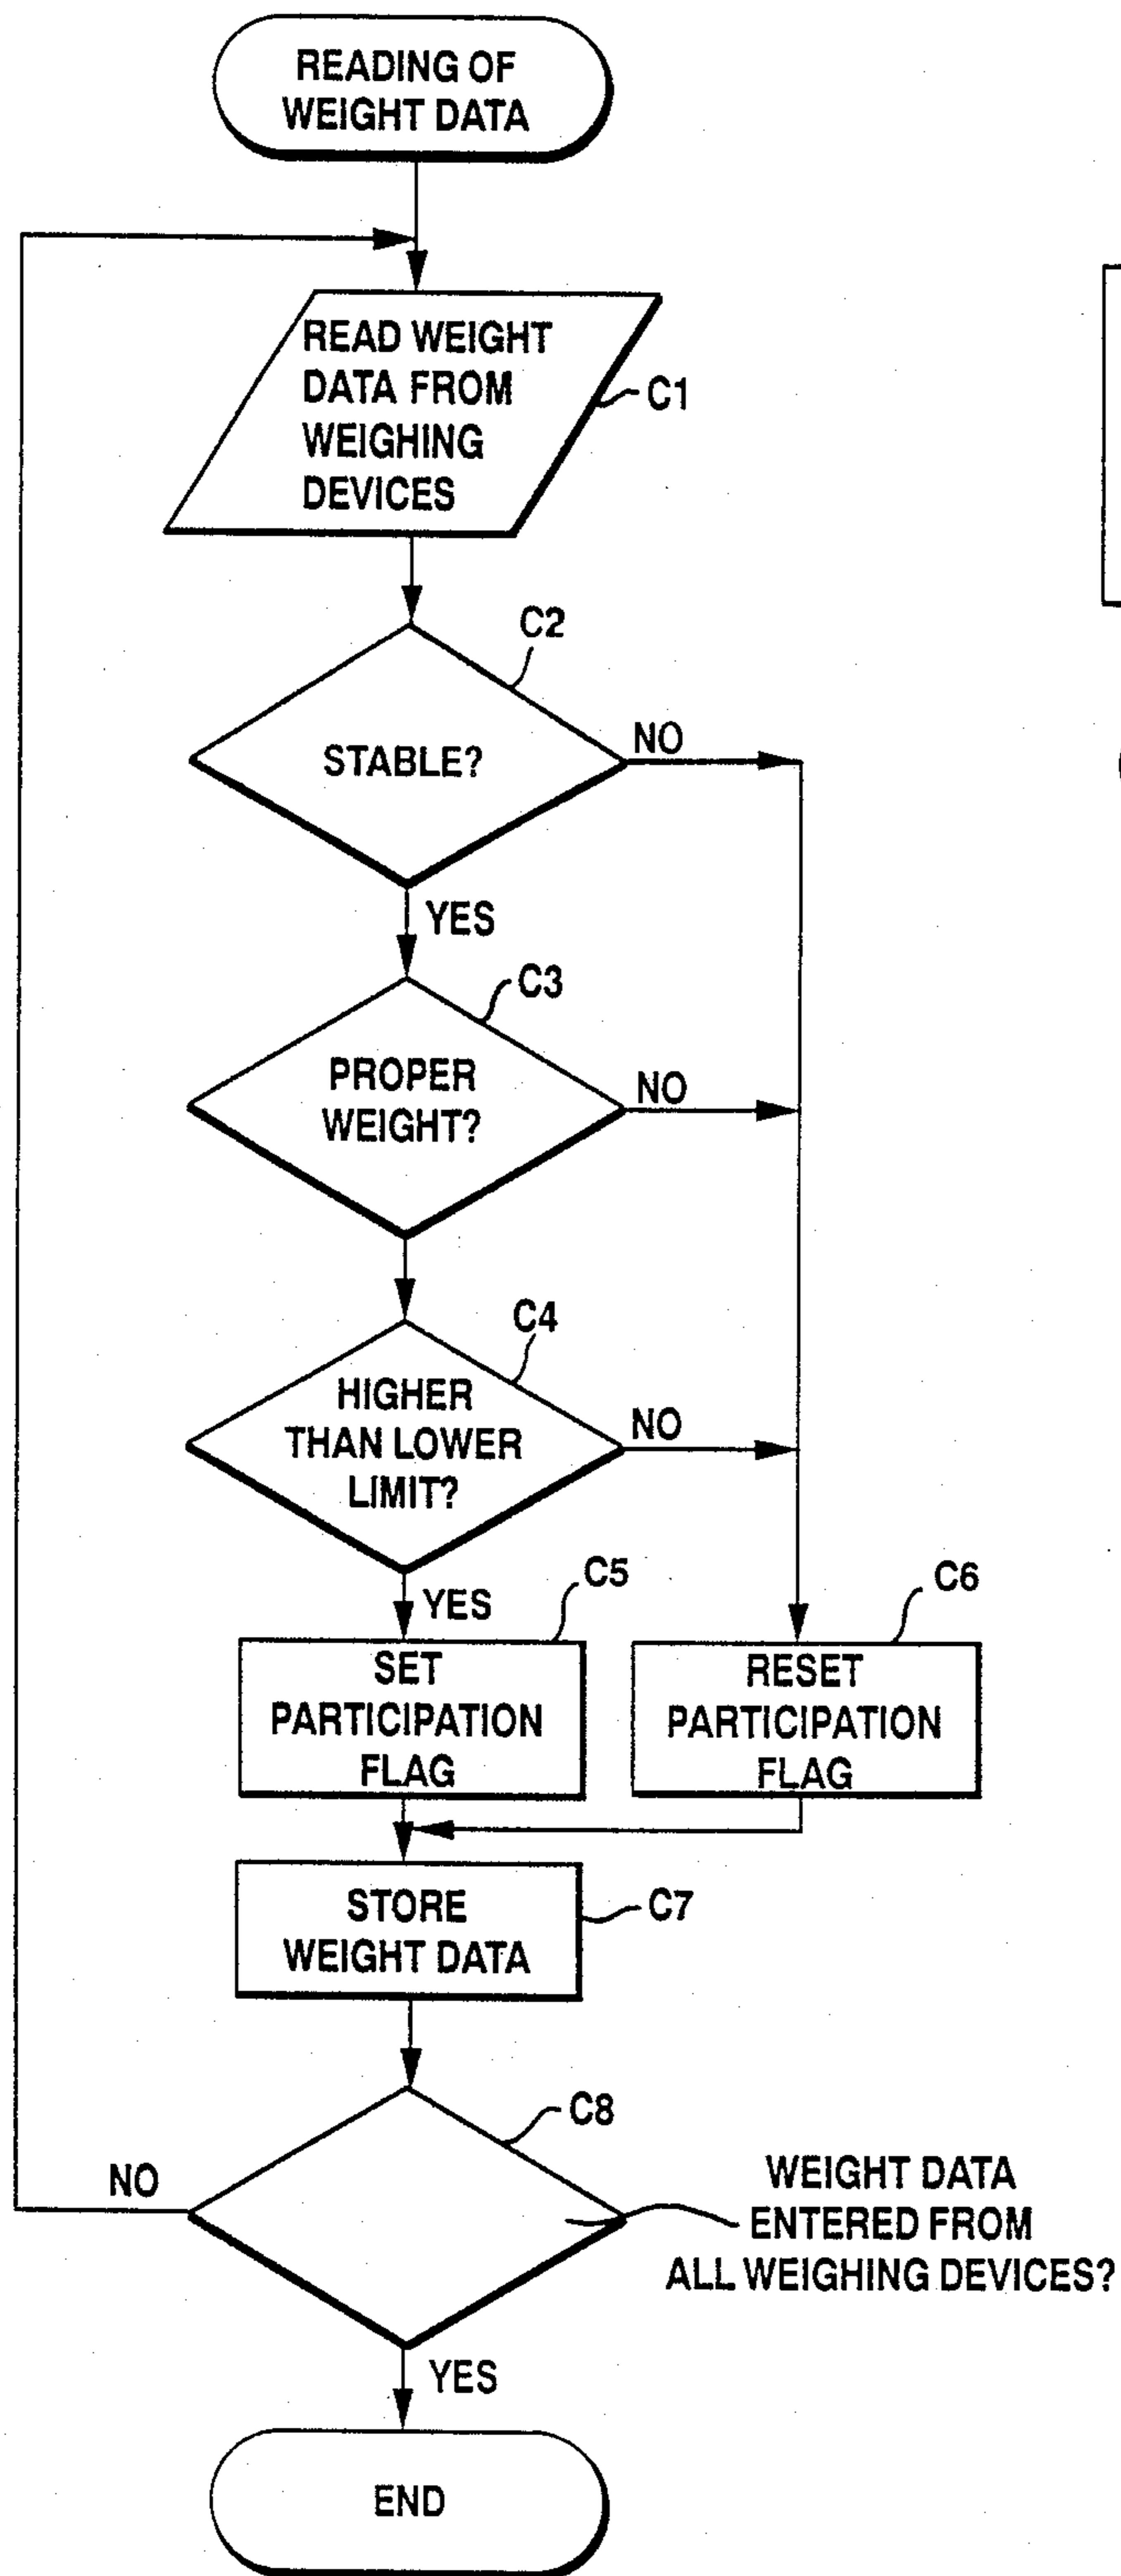 READING OF
WEIGHT DATA
READ WEIGHT
DATA FROM
WEIGHING
DEVICES
C1
C2
STABLE?
NO
YES
C3
PROPER
WEIGHT?
NO
C4
HIGHER
THAN LOWER
LIMIT?
NO
YES
C5
C6
SET
PARTICIPATION
FLAG
RESET
PARTICIPATION
FLAG
STORE
WEIGHT DATA
C7
C8
NO
WEIGHT DATA
ENTERED FROM
ALL WEIGHING DEVICES?
YES
END